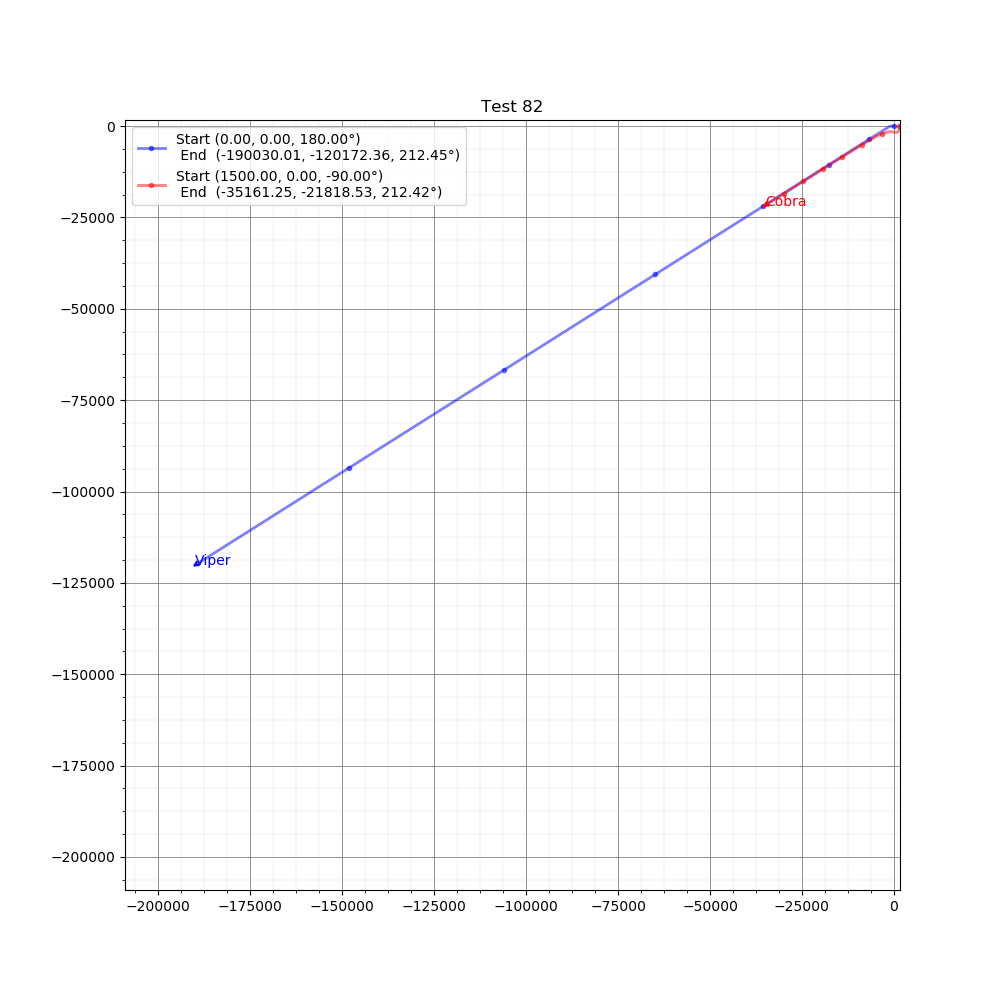 Test 82
Start (0.00, 0.00, 180.00°)
End  (-190030.01, -120172.36, 212.45°)
Start (1500.00, 0.00, -90.00°)
End  (-35161.25, -21818.53, 212.42°)
0
−25000
−50000
−75000
−100000
−125000
−150000
−175000
−200000
Cobra
Viper
−200000 −175000 −150000 −125000 −100000 −75000 −50000 −25000 0